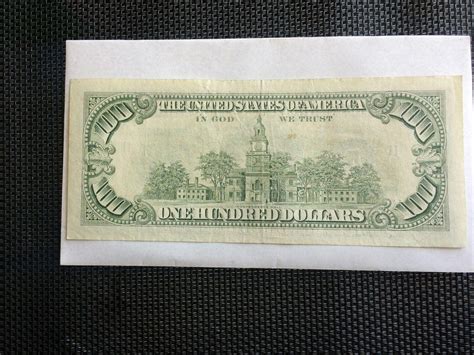 100 100
THE UNITED STATES OF AMERICA
IN GOD WE TRUST
100 100
ONE HUNDRED DOLLARS